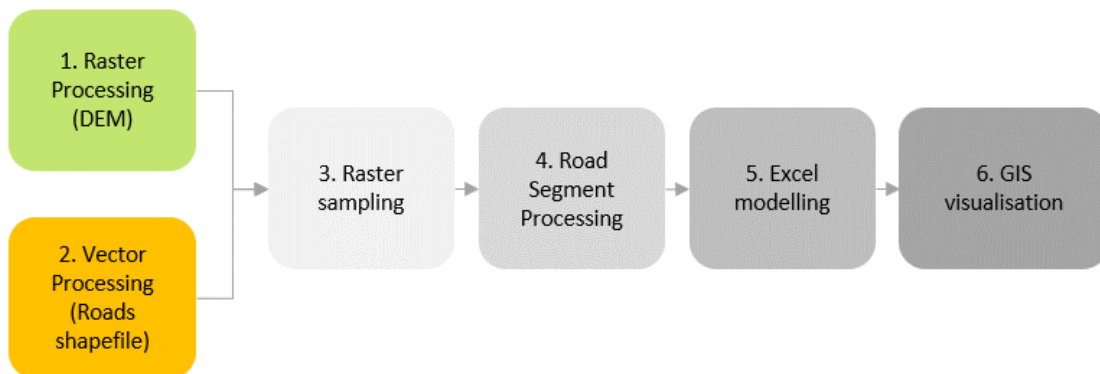 1. Raster
Processing
(DEM)
2. Vector
Processing
(Roads
shapefile)
3. Raster
sampling
4. Road
Segment
Processing
5. Excel
modelling
6. GIS
visualisation